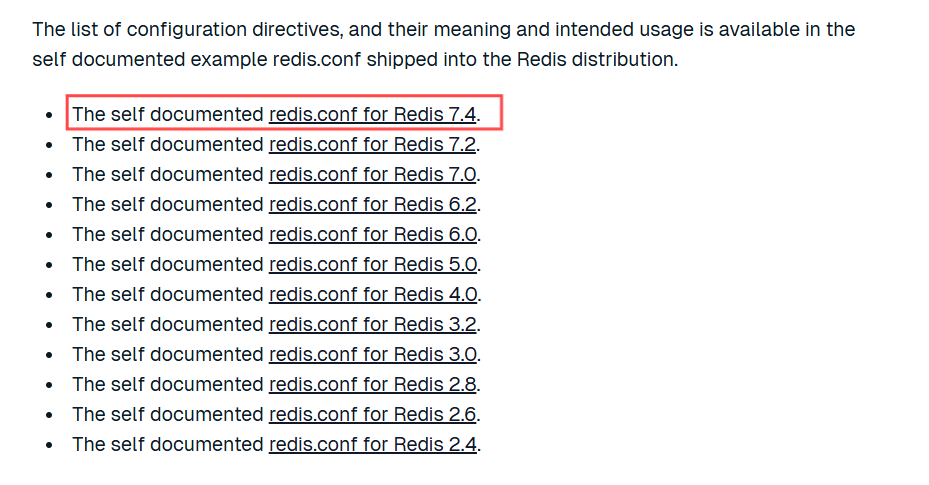 The list of configuration directives, and their meaning and intended usage is available in the
self documented example redis.conf shipped into the Redis distribution.
• The self documented redis.conf for Redis 7.4.
• The self documented redis.conf for Redis 7.2.
• The self documented redis.conf for Redis 7.0.
• The self documented redis.conf for Redis 6.2.
• The self documented redis.conf for Redis 6.0.
• The self documented redis.conf for Redis 5.0.
• The self documented redis.conf for Redis 4.0.
• The self documented redis.conf for Redis 3.2.
• The self documented redis.conf for Redis 3.0.
• The self documented redis.conf for Redis 2.8.
• The self documented redis.conf for Redis 2.6.
• The self documented redis.conf for Redis 2.4.